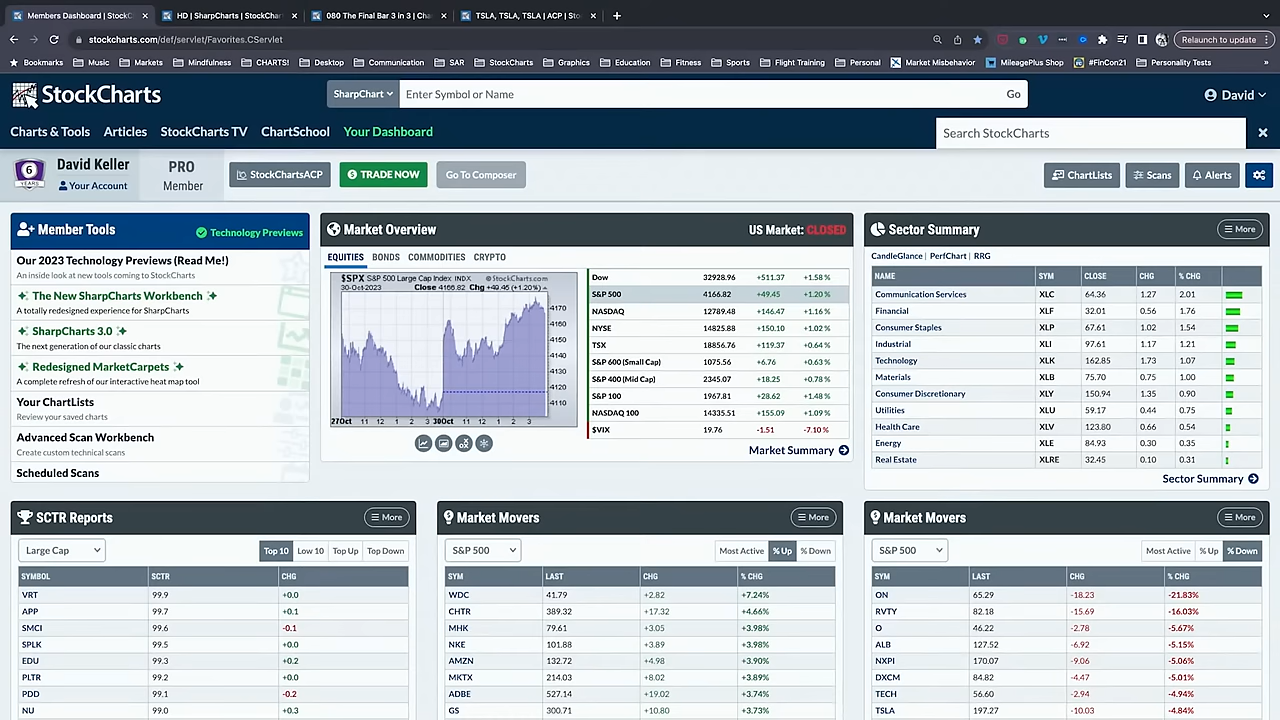 Members Dashboard | StockC
HD | SharpCharts | StockChart
080 The Final Bar 3 in 3 | Cha
TSLA, TSLA, TSLA | ACP | Sto
stockcharts.com/def/servlet/Favorites.CServlet
Relaunch to update
Bookmarks
Music
Markets
Mindfulness
CHARTS!
Desktop
Communication
SAR
StockCharts
Graphics
Education
Fitness
Sports
Flight Training
Personal
Market Misbehavior
MileagePlus Shop
#FinCon21
Personality Tests
»
StockCharts
SharpChart
Enter Symbol or Name
Go
David
Charts & Tools
Articles
StockCharts TV
ChartSchool
Your Dashboard
Search StockCharts
6
YEARS
David Keller
Your Account
PRO
Member
StockChartsACP
TRADE NOW
Go To Composer
ChartLists
Scans
Alerts
Member Tools
Technology Previews
Our 2023 Technology Previews (Read Me!)
An inside look at new tools coming to StockCharts
The New SharpCharts Workbench
A totally redesigned experience for SharpCharts
SharpCharts 3.0
The next generation of our classic charts
Redesigned MarketCarpets
A complete refresh of our interactive heat map tool
Your ChartLists
Review your saved charts
Advanced Scan Workbench
Create custom technical scans
Scheduled Scans
Market Overview
US Market: CLOSED
EQUITIES BONDS COMMODITIES CRYPTO
$SPX S&P 500 Large Cap Index INDX © StockCharts.com
30-Oct-2023 Close 4166.82 Chg +49.45 (+1.20%)
4170
4160
4150
4140
4130
4120
4110
27Oct 11 12 1 2 3 30Oct 11 12 1 2 3
Dow 32928.96 +511.37 +1.58 %
S&P 500 4166.82 +49.45 +1.20 %
NASDAQ 12789.48 +146.47 +1.16 %
NYSE 14825.88 +150.10 +1.02 %
TSX 18856.76 +119.37 +0.64 %
S&P 600 (Small Cap) 1075.56 +6.76 +0.63 %
S&P 400 (Mid Cap) 2345.07 +18.25 +0.78 %
S&P 100 1967.81 +28.62 +1.48 %
NASDAQ 100 14335.51 +155.09 +1.09 %
$VIX 19.76 -1.51 -7.10 %
Market Summary
Sector Summary
More
CandleGlance | PerfChart | RRG
NAME SYM CLOSE CHG % CHG
Communication Services XLC 64.36 1.27 2.01
Financial XLF 32.01 0.56 1.76
Consumer Staples XLP 67.61 1.02 1.54
Industrial XLI 97.61 1.17 1.21
Technology XLK 162.85 1.73 1.07
Materials XLB 75.70 0.75 1.00
Consumer Discretionary XLY 150.94 1.35 0.90
Utilities XLU 59.17 0.44 0.75
Health Care XLV 123.80 0.66 0.54
Energy XLE 84.93 0.30 0.35
Real Estate XLRE 32.45 0.10 0.31
Sector Summary
SCTR Reports
More
Large Cap
Top 10 Low 10 Top Up Top Down
SYMBOL SCTR CHG
VRT 99.9 +0.0
APP 99.7 +0.1
SMCI 99.6 -0.1
SPLK 99.5 +0.0
EDU 99.3 +0.2
PLTR 99.2 +0.0
PDD 99.1 -0.2
NU 99.0 +0.3
Market Movers
More
S&P 500
Most Active % Up % Down
SYM LAST CHG % CHG
WDC 41.79 +2.82 +7.24%
CHTR 389.32 +17.32 +4.66%
MHK 79.61 +3.05 +3.98%
NKE 101.88 +3.89 +3.98%
AMZN 132.72 +4.98 +3.90%
MKTX 214.03 +8.02 +3.89%
ADBE 527.14 +19.02 +3.74%
GS 300.71 +10.80 +3.73%
Market Movers
More
S&P 500
Most Active % Up % Down
SYM LAST CHG % CHG
ON 65.29 -18.23 -21.83%
RVTY 82.18 -15.69 -16.03%
O 46.22 -2.78 -5.67%
ALB 127.52 -6.92 -5.15%
NXPI 170.07 -9.06 -5.06%
DXCM 84.82 -4.47 -5.01%
TECH 56.60 -2.94 -4.94%
TSLA 197.27 -10.03 -4.84%